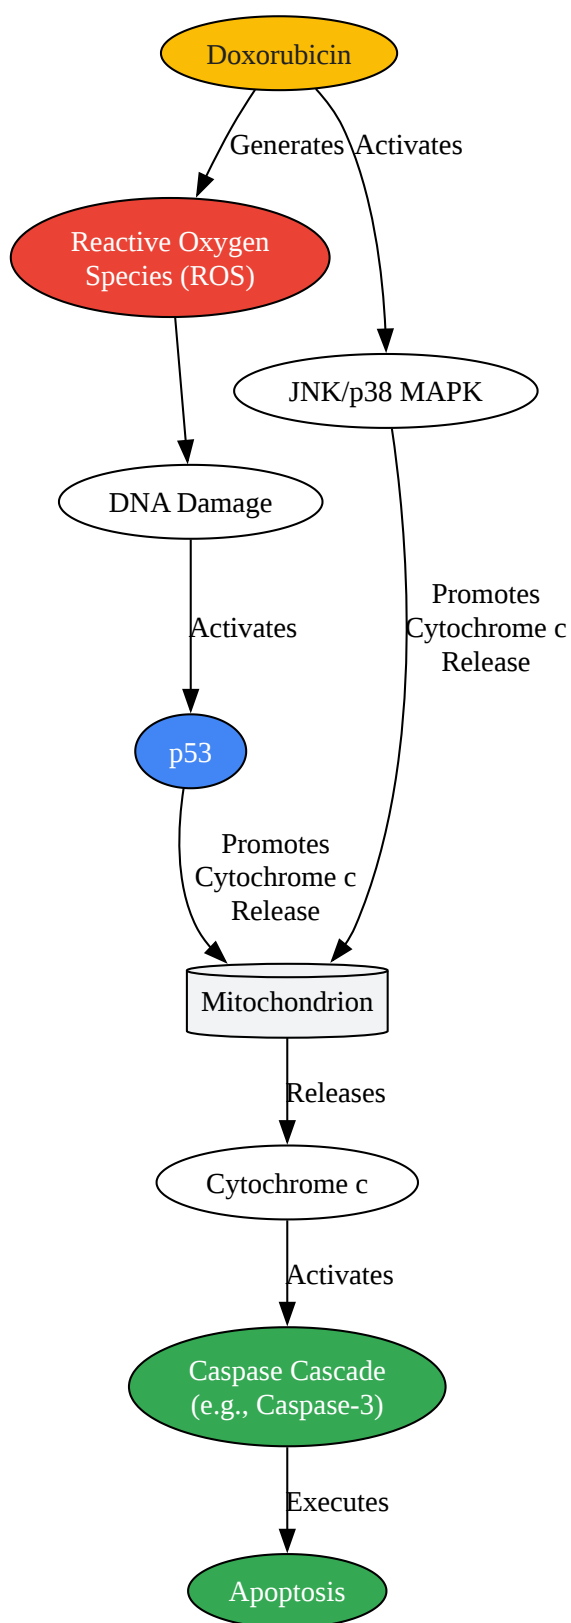 Doxorubicin
Generates
Activates
Reactive Oxygen
Species (ROS)
JNK/p38 MAPK
DNA Damage
Activates
Promotes
Cytochrome c
Release
p53
Promotes
Cytochrome c
Release
Mitochondrion
Releases
Cytochrome c
Activates
Caspase Cascade
(e.g., Caspase-3)
Executes
Apoptosis